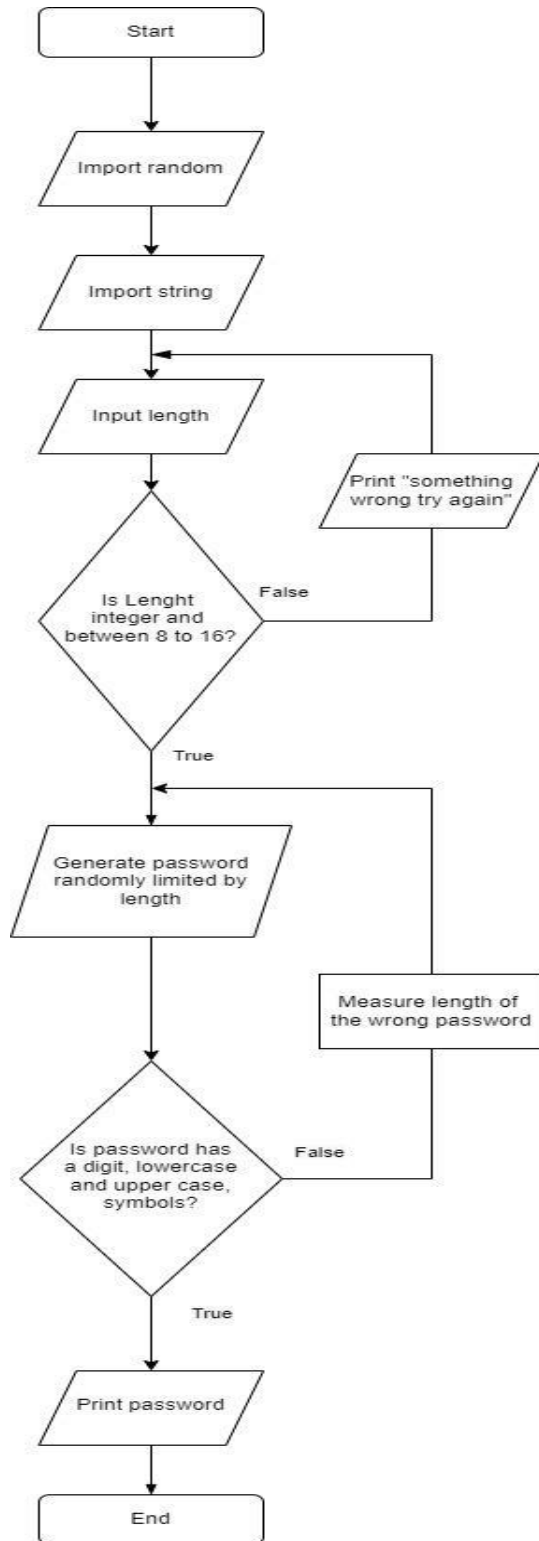 Start
Import random
Import string
Input length
Print "something
wrong try again"
Is Lenght
integer and
between 8 to 16?
False
True
Generate password
randomly limited by
length
Measure length of
the wrong password
Is password has
a digit, lowercase
and upper case,
symbols?
False
True
Print password
End